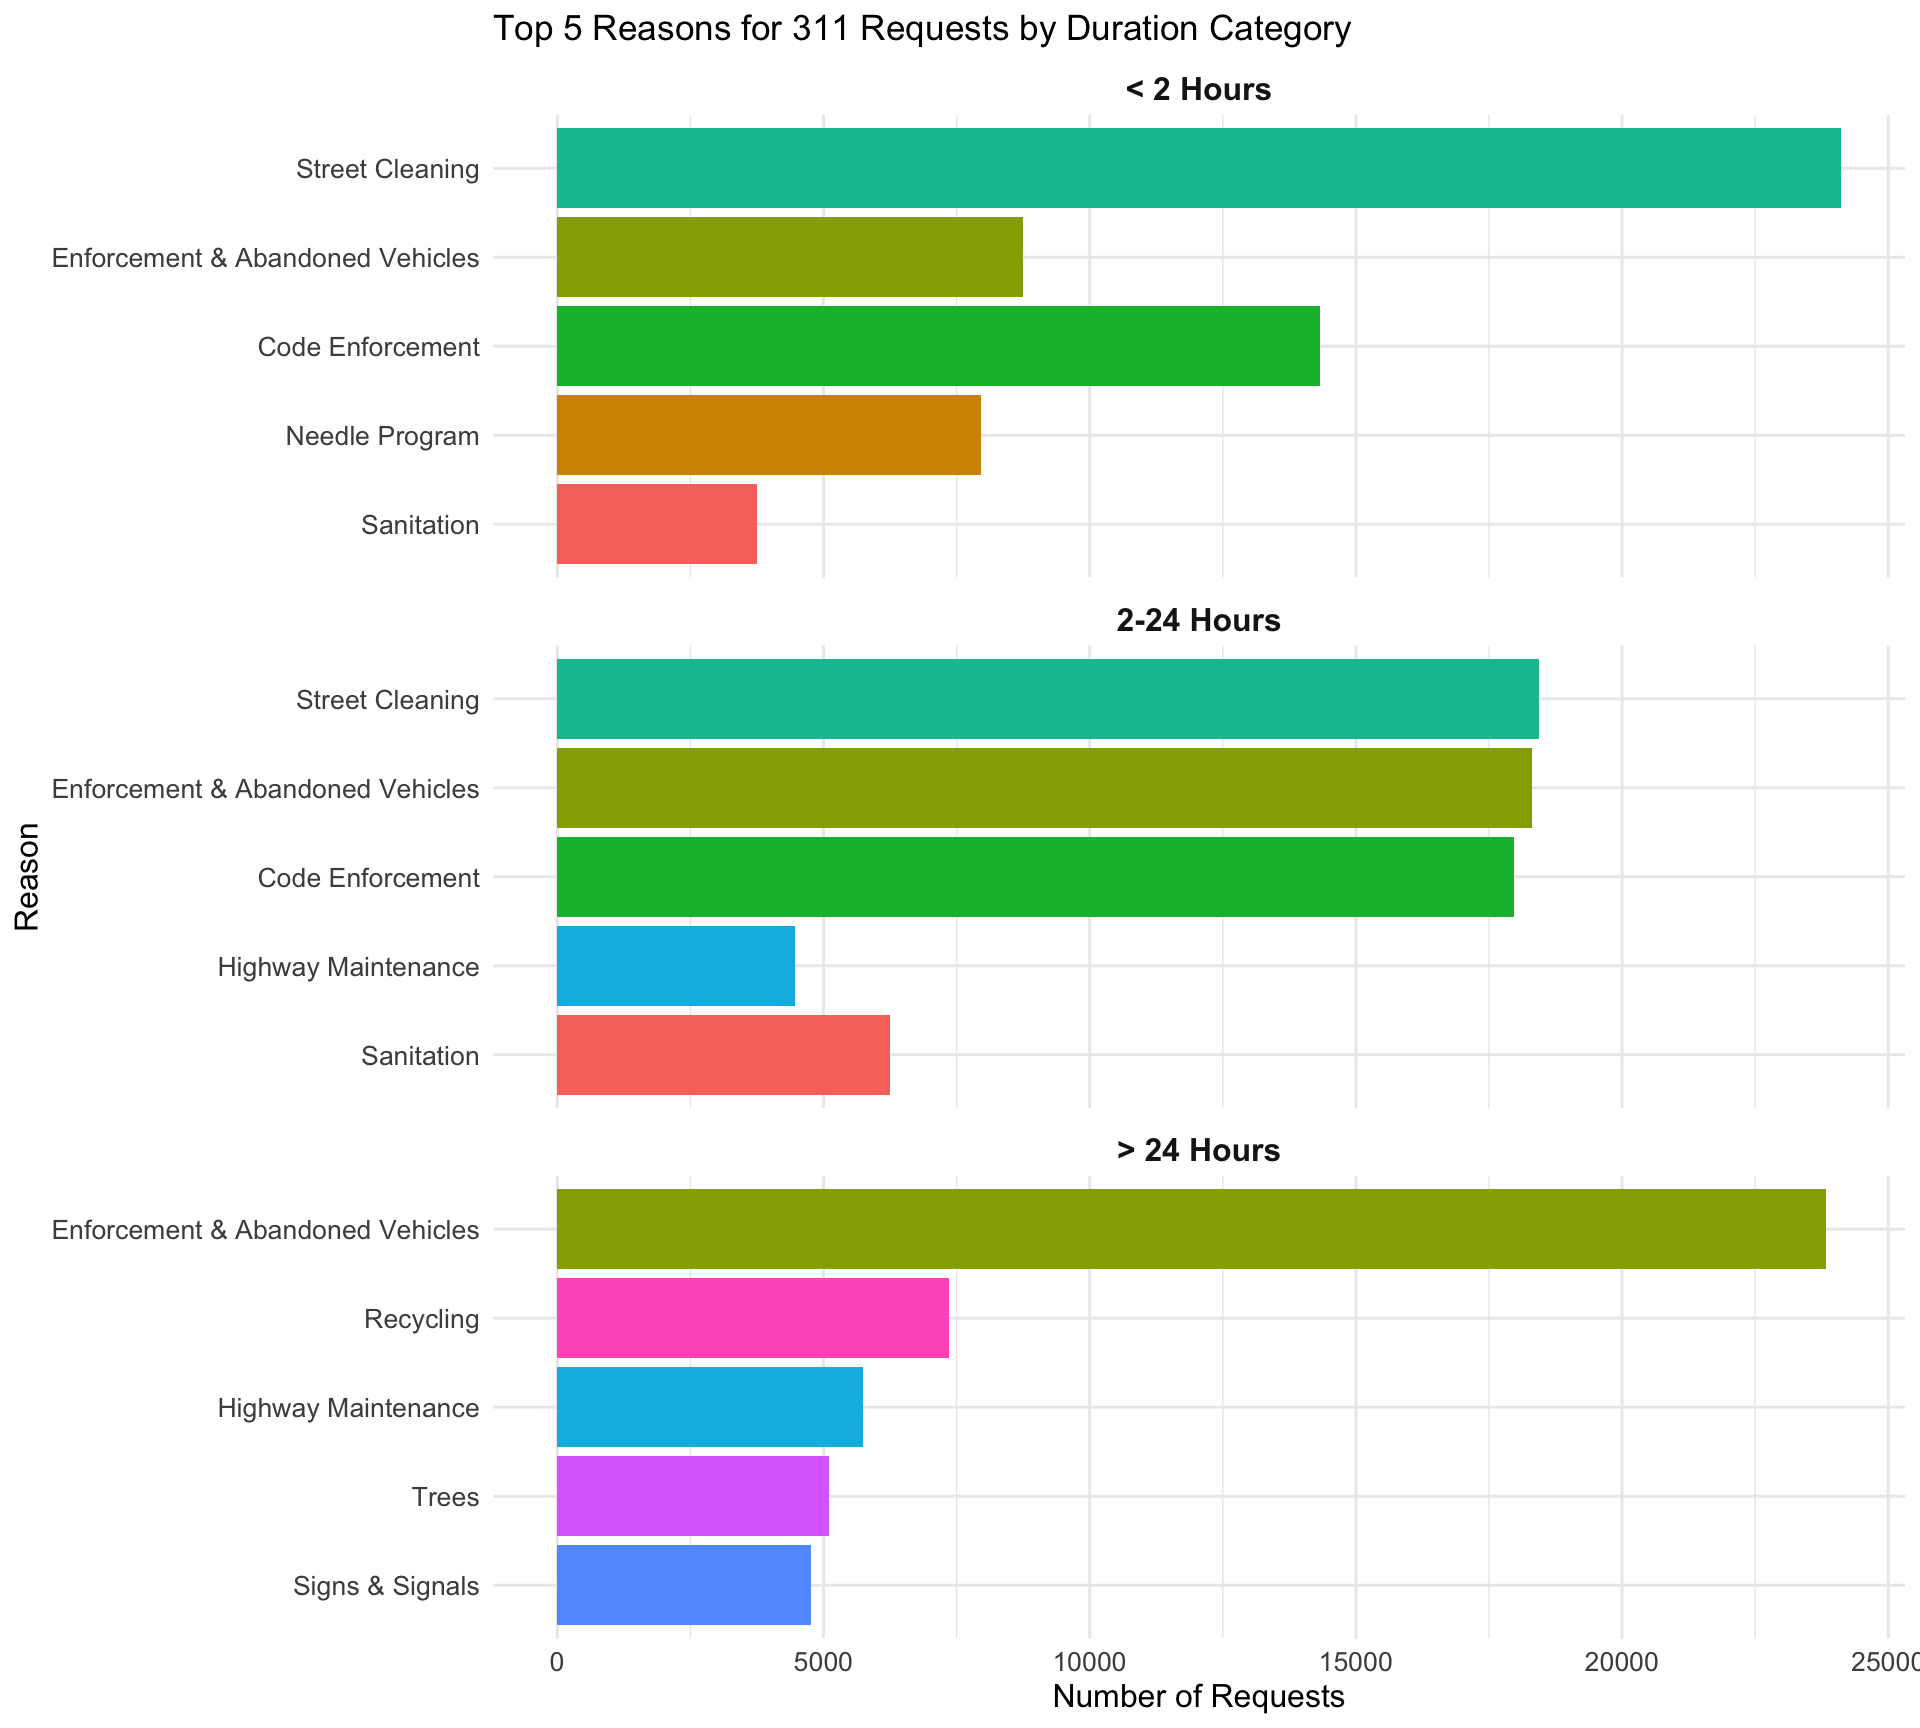 Top 5 Reasons for 311 Requests by Duration Category
< 2 Hours
Street Cleaning
Enforcement & Abandoned Vehicles
Code Enforcement
Needle Program
Sanitation
2-24 Hours
Street Cleaning
Enforcement & Abandoned Vehicles
Code Enforcement
Highway Maintenance
Sanitation
Reason
> 24 Hours
Enforcement & Abandoned Vehicles
Recycling
Highway Maintenance
Trees
Signs & Signals
0 5000 10000 15000 20000 25000
Number of Requests